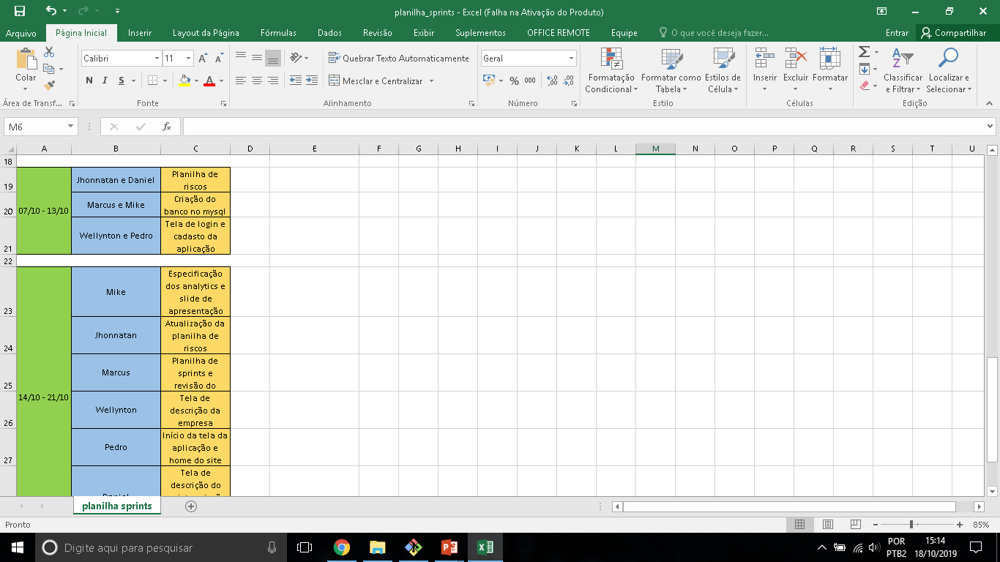 planilha_sprints - Excel (Falha na Ativação do Produto)
Arquivo Página Inicial Inserir Layout da Página Fórmulas Dados Revisão Exibir Suplementos OFFICE REMOTE Equipe O que você deseja fazer... Entrar Compartilhar
Colar
Calibri 11
Quebrar Texto Automaticamente
Geral
N I S A
Mesclar e Centralizar
% 000
Formatação Condicional
Formatar como Tabela
Estilos de Célula
Inserir Excluir Formatar
Classificar e Filtrar
Localizar e Selecionar
Área de Transf... Fonte Alinhamento Número Estilo Células Edição
M6 fx
A B C D E F G H I J K L M N O P Q R S T U
18
19
20
21
22
23
24
25
26
27
07/10 - 13/10
Jhonnatan e Daniel
Planilha de
riscos
Marcus e Mike
Criação do
banco no mysql
Wellynton e Pedro
Tela de login e
cadasto da
aplicação
14/10 - 21/10
Mike
Especificação
dos analytics e
slide de
apresentação
Jhonnatan
Atualização da
planilha de
riscos
Marcus
Planilha de
sprints e
revisão do
Wellynton
Tela de
descrição da
empresa
Pedro
Início da tela da
aplicação e
home do site
Daniel
Tela de
descrição do
planilha sprints
Pronto 85%
Digite aqui para pesquisar
POR
PTB2
15:14
18/10/2019